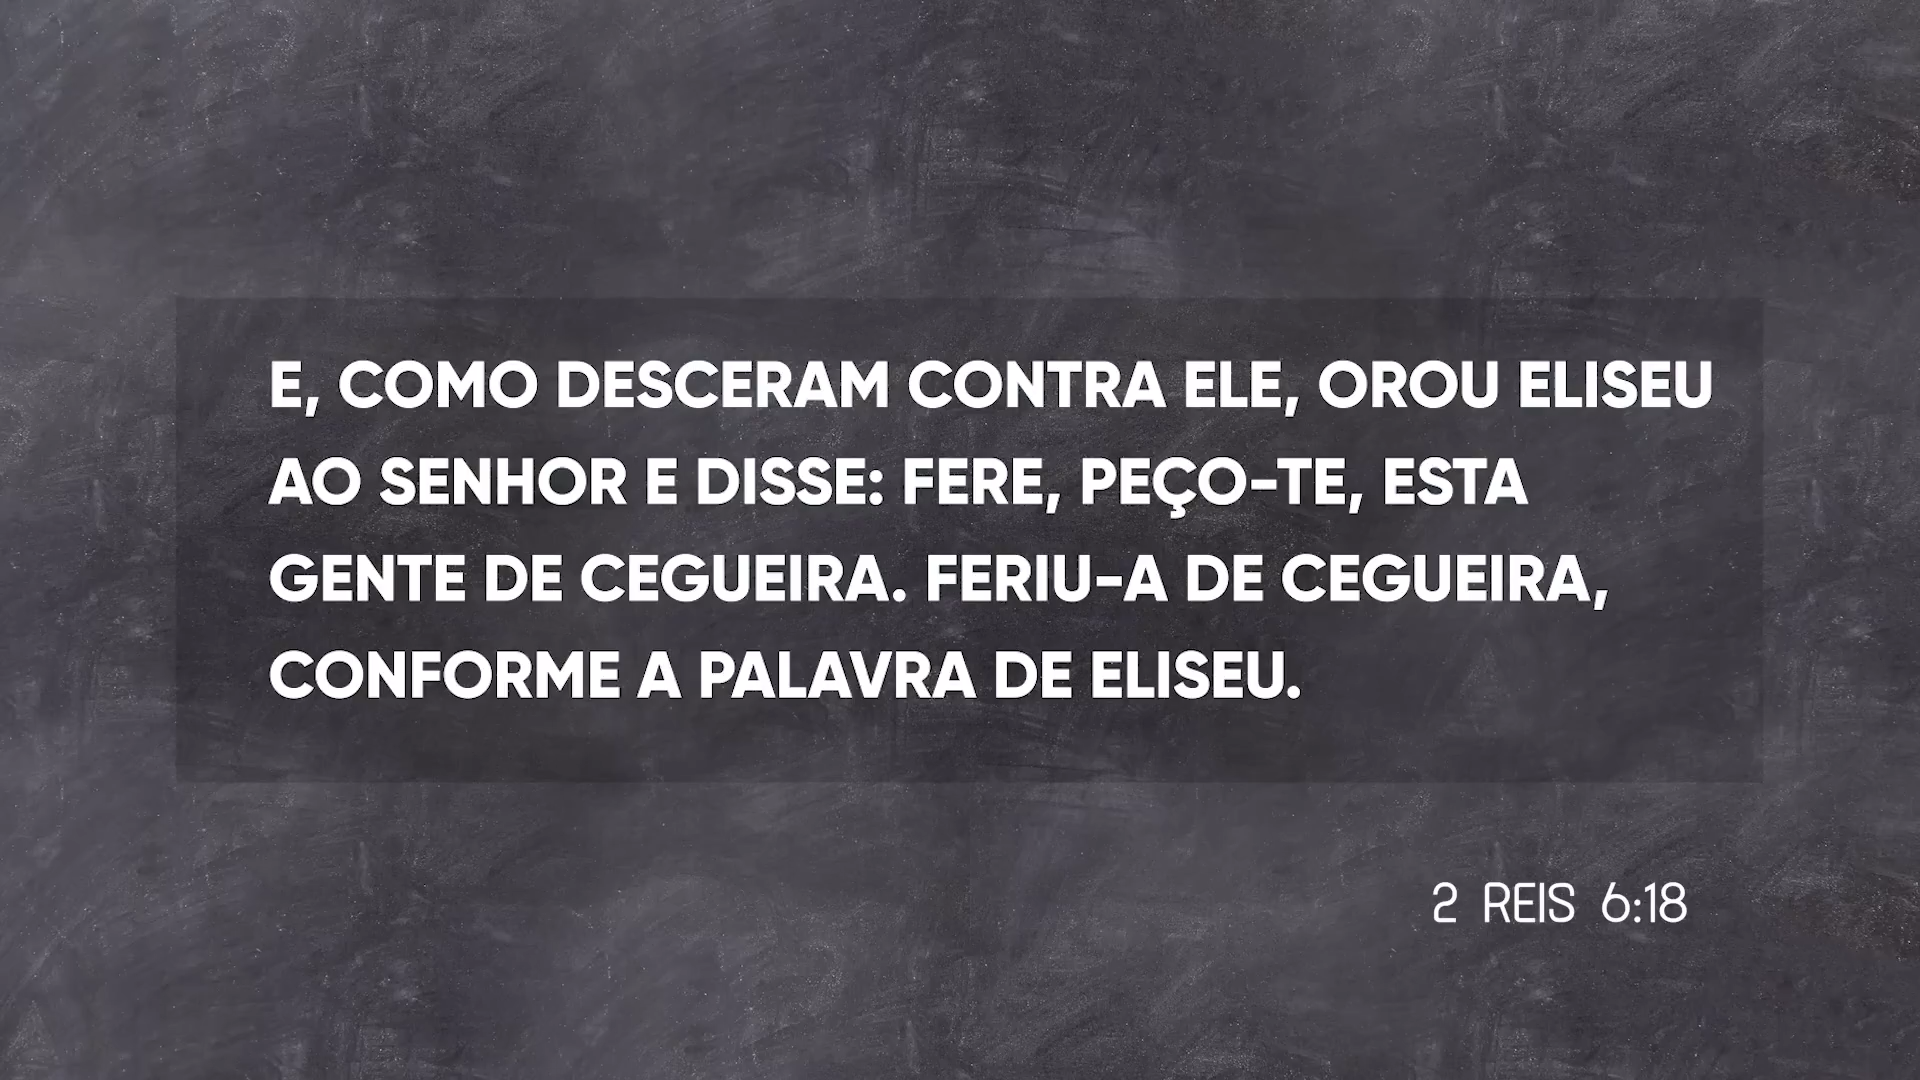 E, COMO DESCERAM CONTRA ELE, OROU ELISEU
AO SENHOR E DISSE: FERE, PEÇO-TE, ESTA
GENTE DE CEGUEIRA. FERIU-A DE CEGUEIRA,
CONFORME A PALAVRA DE ELISEU.
2 REIS 6:18